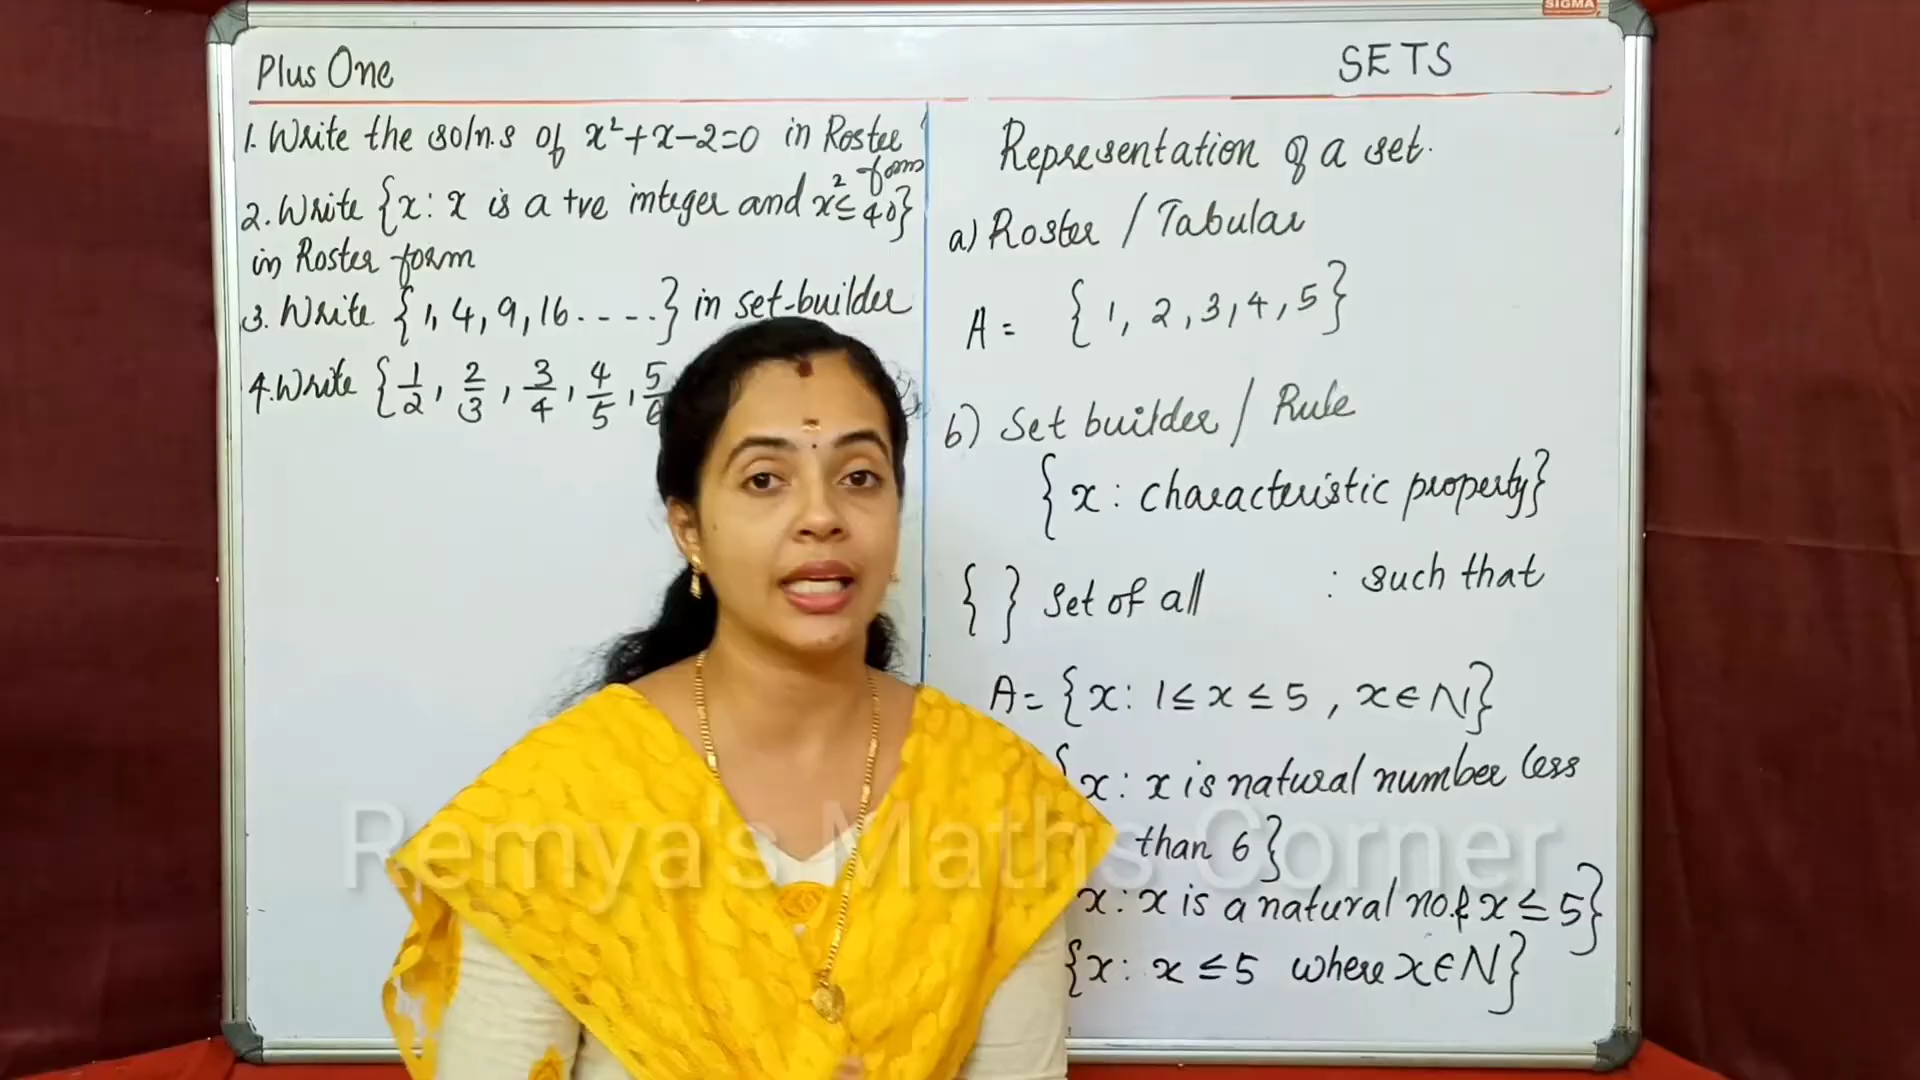 SIGMA
Plus One
SETS
1. Write the soln.s of x²+x-2=0 in Roster form
2. Write {x: x is a +ve integer and x² ≤ 40}
in Roster form
3. Write {1, 4, 9, 16 . - - . .} in set-builder
4. Write {1/2, 2/3, 3/4, 4/5, 5/6
Representation of a set.
a) Roster / Tabular
A = {1, 2, 3, 4, 5}
b) Set builder / Rule
{x : characteristic property}
{ } Set of all : such that
A = {x: 1 ≤ x ≤ 5, x ∈ N}
{x: x is natural number less
than 6}
x: x is a natural no. & x ≤ 5}
{x: x ≤ 5 where x ∈ N}
Remya's Maths Corner